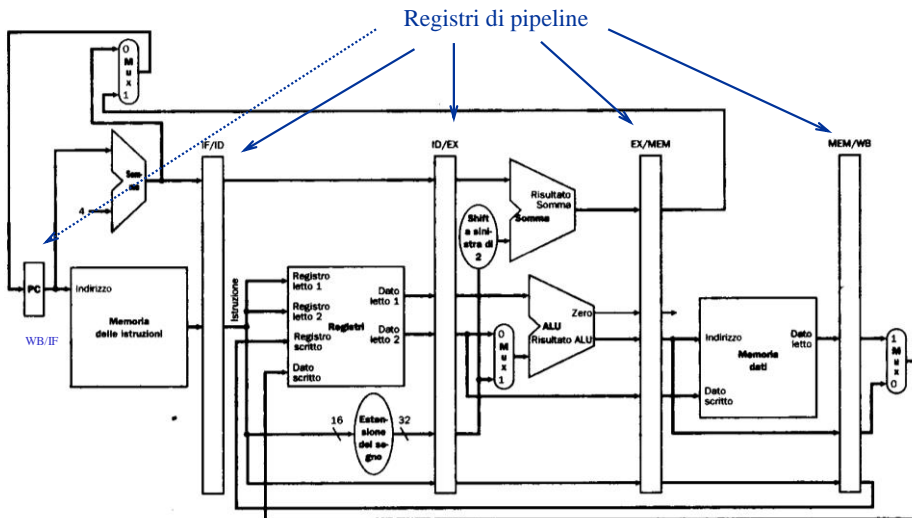 Registri di pipeline
0
Mux
1
IF/ID
ID/EX
EX/MEM
MEM/WB
4
Risultato
Somma
Somma
Shift
a sini-
stra di
2
PC
WB/IF
Indirizzo
Memoria
delle istruzioni
Istruzione
Registro
letto 1
Registro
letto 2
Registro
scritto
Dato
scritto
Registri
Dato
letto 1
Dato
letto 2
0
Mux
1
Zero
ALU
Risultato ALU
Indirizzo
Dato
letto
Memoria
dati
Dato
scritto
1
Mux
0
16
Esten-
sione
del se-
gno
32